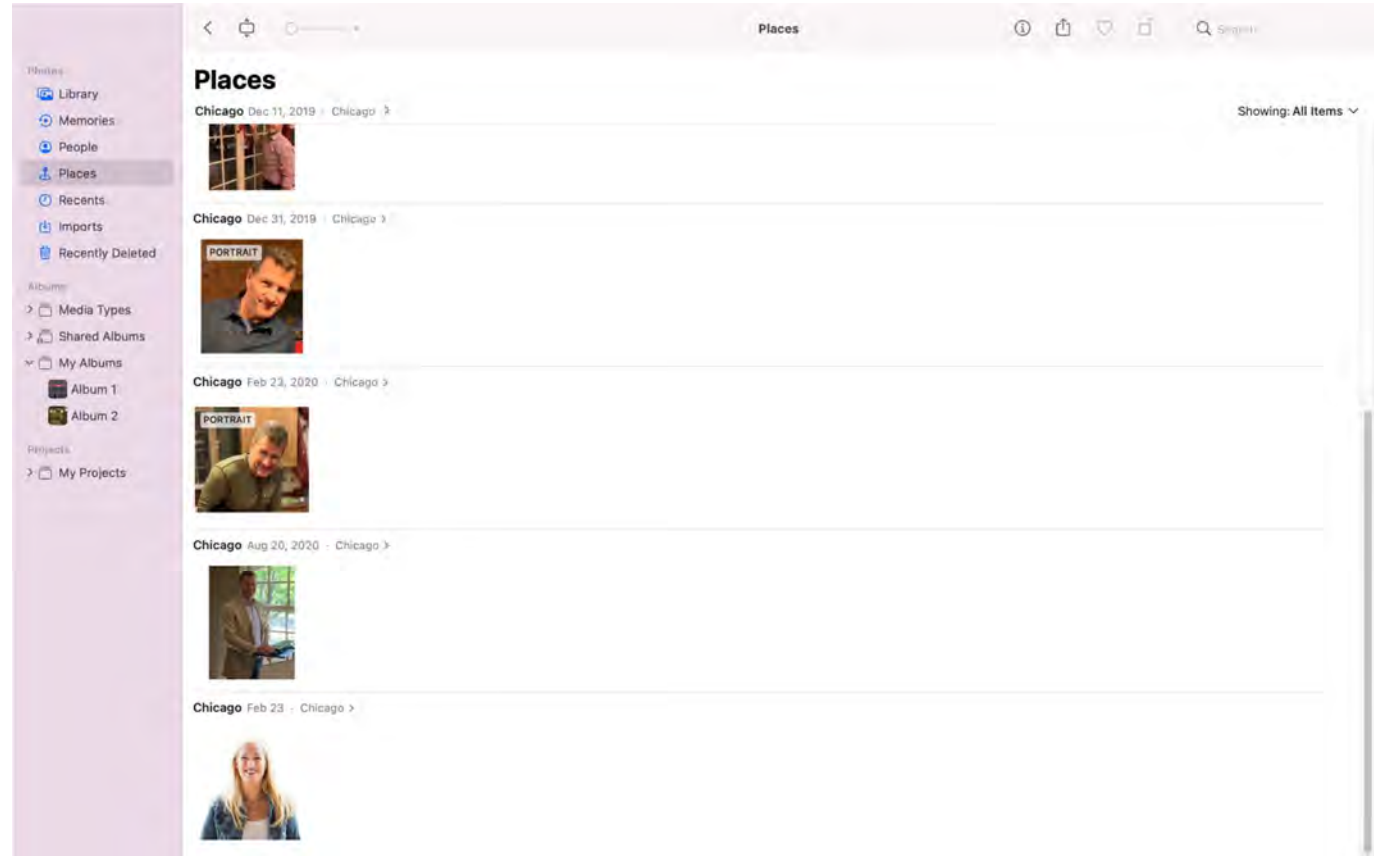 Places
Search
Photos
Library
Memories
People
Places
Recents
Imports
Recently Deleted
Albums
Media Types
Shared Albums
My Albums
Album 1
Album 2
Projects
My Projects
Places
Chicago Dec 11, 2019 · Chicago >
Showing: All Items
Chicago Dec 31, 2019 · Chicago >
PORTRAIT
Chicago Feb 23, 2020 · Chicago >
PORTRAIT
Chicago Aug 20, 2020 · Chicago >
Chicago Feb 23 · Chicago >